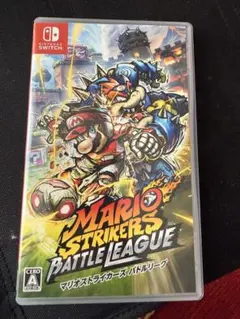 NINTENDO
SWITCH
MARIO
STRIKERS
BATTLE LEAGUE
マリオストライカーズ バトルリーグ
CERO
A